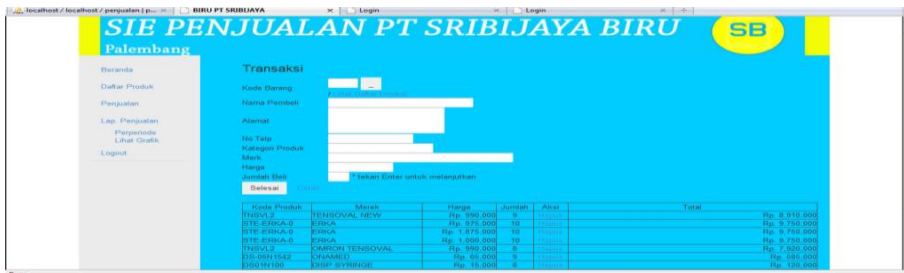 localhost / localhost / penjualan | p...
BIRU PT SRIBIJAYA
Login
Login
SIE PENJUALAN PT SRIBIJAYA BIRU
SB
Palembang
Beranda
Daftar Produk
Penjualan
Lap. Penjualan
Perperiode
Lihat Grafik
Logout
Transaksi
Kode Barang
Nama Pembeli
Alamat
No Telp
Kategori Produk
Merk
Harga
Jumlah Beli * tekan Enter untuk melanjutkan
Selesai
Kode Produk Merek Harga Jumlah Aksi Total
TNSVL2 TENSOVAL NEW Rp. 990,000 9 Hapus Rp. 8,910,000
STE-ERKA-0 ERKA Rp. 975,000 10 Hapus Rp. 9,750,000
STE-ERKA-0 ERKA Rp. 1,875,000 10 Hapus Rp. 9,750,000
STE-ERKA-0 ERKA Rp. 1,000,000 10 Hapus Rp. 9,750,000
TNSVL2 OMRON TENSOVAL Rp. 990,000 8 Hapus Rp. 7,920,000
ONAMED Rp. 65,000 9 Hapus Rp. 585,000
DS01N100 DISP SYRINGE Rp. 15,000 8 Hapus Rp. 120,000